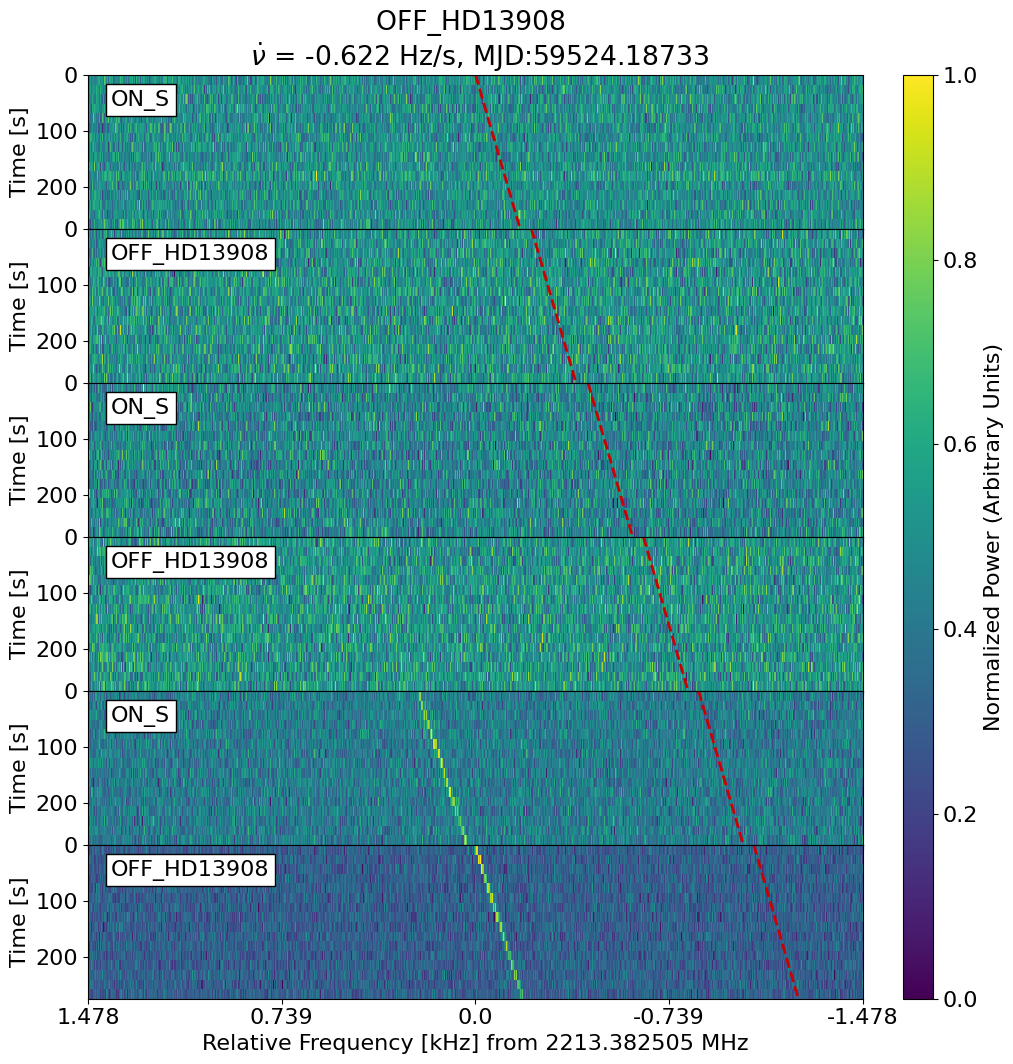 OFF_HD13908
ν̇ = -0.622 Hz/s, MJD:59524.18733
0
100
200
Time [s]
ON_S
0
100
200
Time [s]
OFF_HD13908
0
100
200
Time [s]
ON_S
0
100
200
Time [s]
OFF_HD13908
0
100
200
Time [s]
ON_S
0
100
200
Time [s]
OFF_HD13908
1.478 0.739 0.0 -0.739 -1.478
Relative Frequency [kHz] from 2213.382505 MHz
1.0
0.8
0.6
0.4
0.2
0.0
Normalized Power (Arbitrary Units)